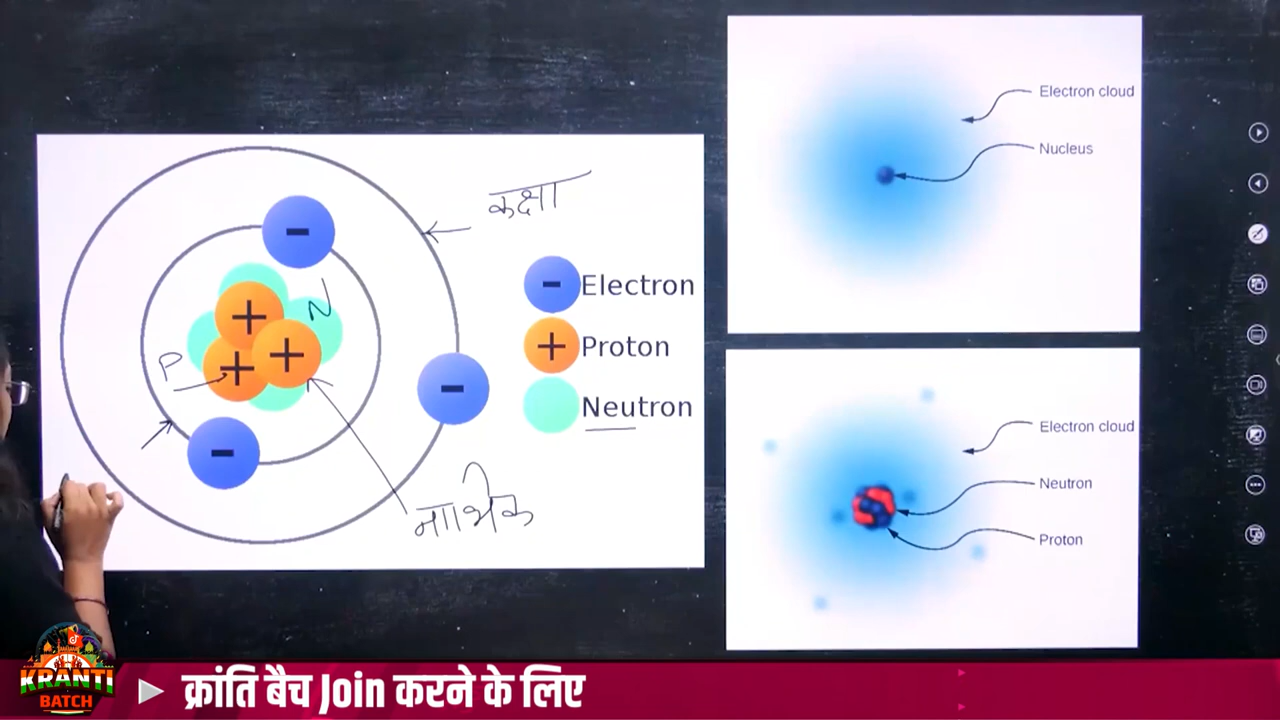 कक्षा
Electron
Proton
Neutron
N
P
नाभिक
+
+
+
-
-
-
-
+
Electron cloud
Nucleus
Electron cloud
Neutron
Proton
KRANTI
BATCH
क्रांति बैच Join करने के लिए